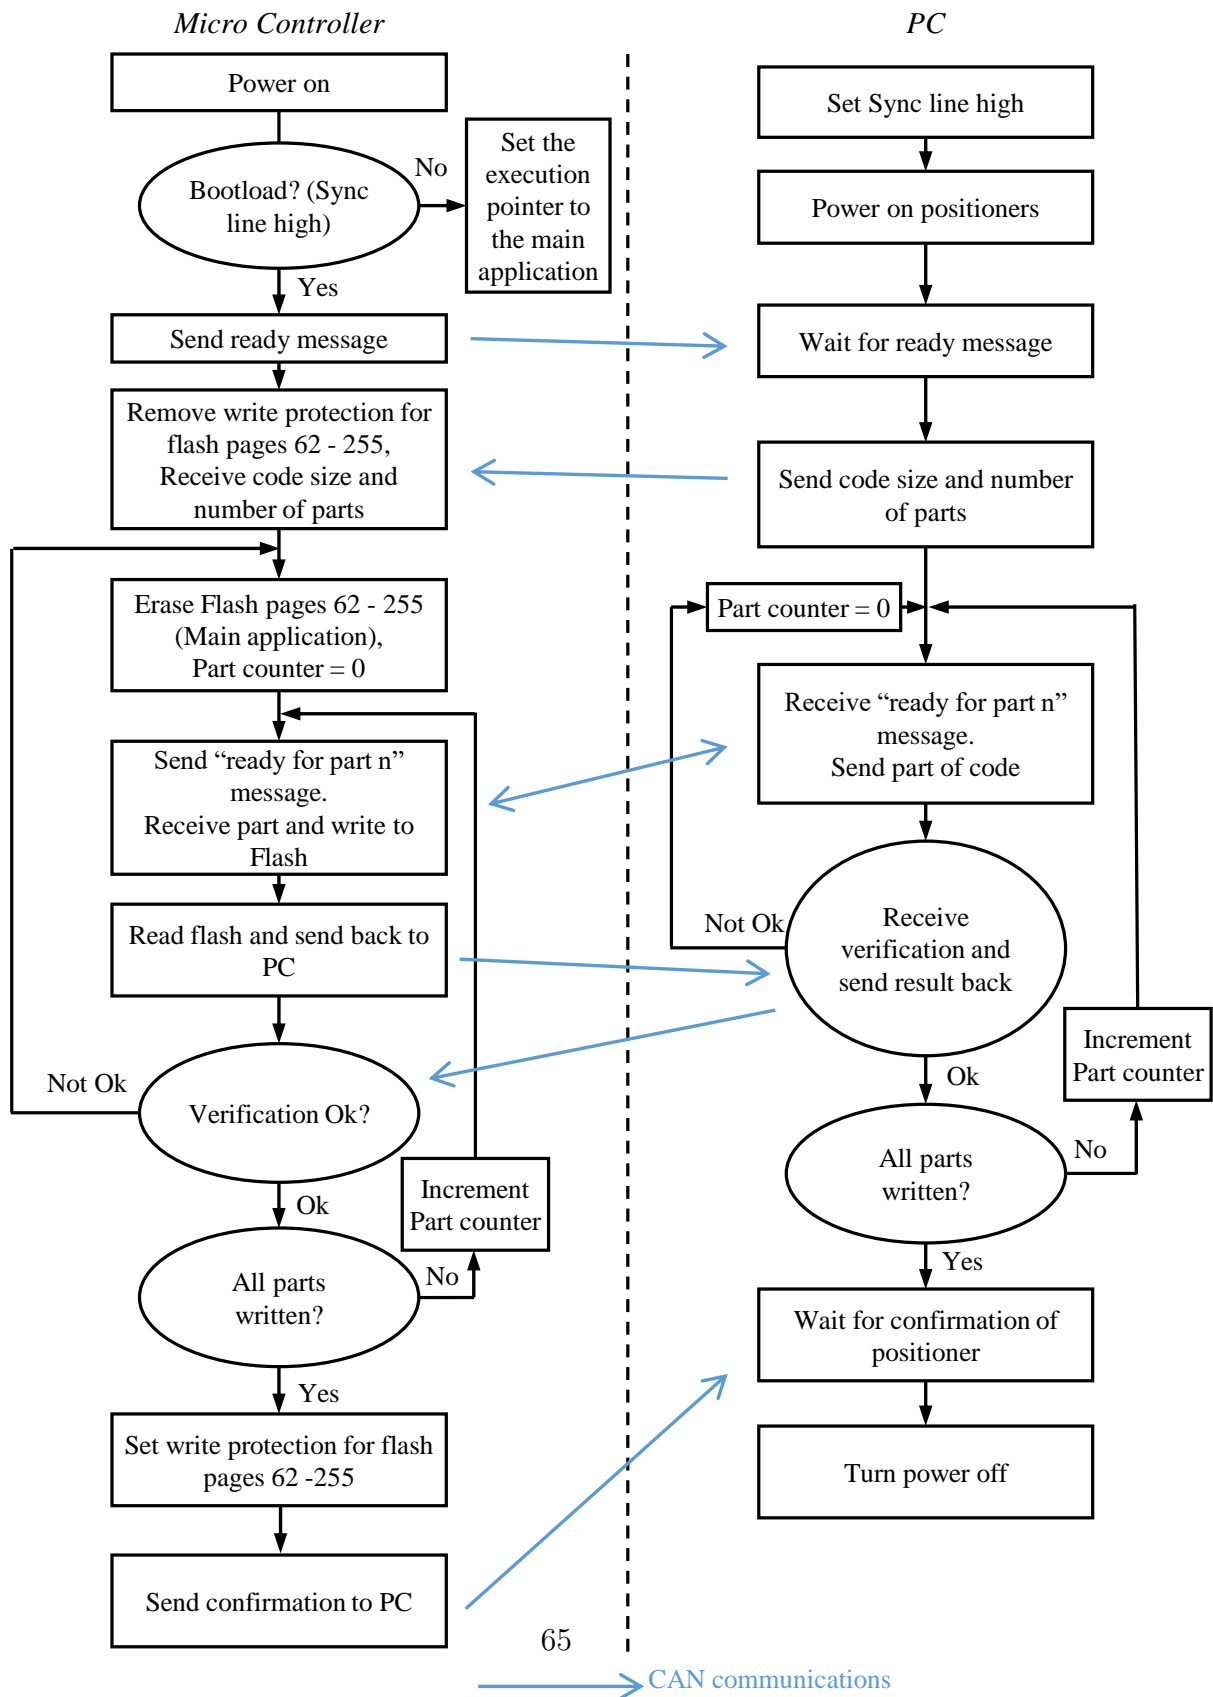 Micro Controller
Power on
Bootload? (Sync
line high)
No
Set the
execution
pointer to
the main
application
Yes
Send ready message
Remove write protection for
flash pages 62 - 255,
Receive code size and
number of parts
Erase Flash pages 62 - 255
(Main application),
Part counter = 0
Send “ready for part n”
message.
Receive part and write to
Flash
Read flash and send back to
PC
Not Ok
Verification Ok?
Ok
Increment
Part counter
All parts
written?
No
Yes
Set write protection for flash
pages 62 -255
Send confirmation to PC
PC
Set Sync line high
Power on positioners
Wait for ready message
Send code size and number
of parts
Part counter = 0
Receive “ready for part n”
message.
Send part of code
Not Ok
Receive
verification and
send result back
Increment
Part counter
Ok
All parts
written?
No
Yes
Wait for confirmation of
positioner
Turn power off
65
CAN communications